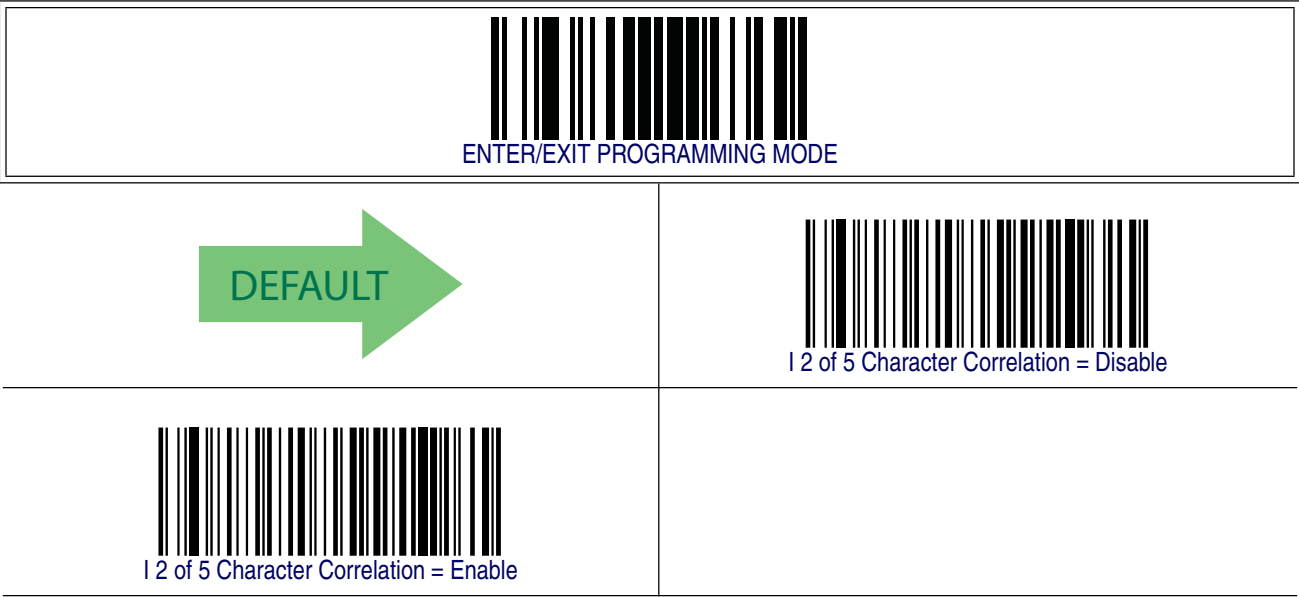 ENTER/EXIT PROGRAMMING MODE
DEFAULT
I 2 of 5 Character Correlation = Disable
I 2 of 5 Character Correlation = Enable